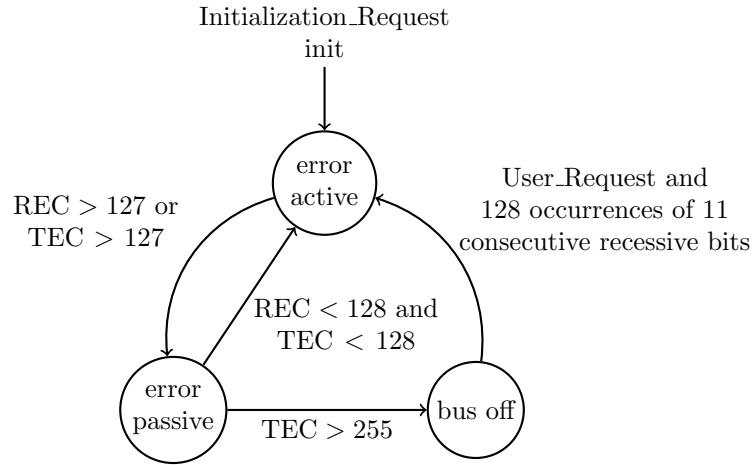 Initialization_Request
init
error
active
REC > 127 or
TEC > 127
User_Request and
128 occurrences of 11
consecutive recessive bits
REC < 128 and
TEC < 128
error
passive
TEC > 255
bus off